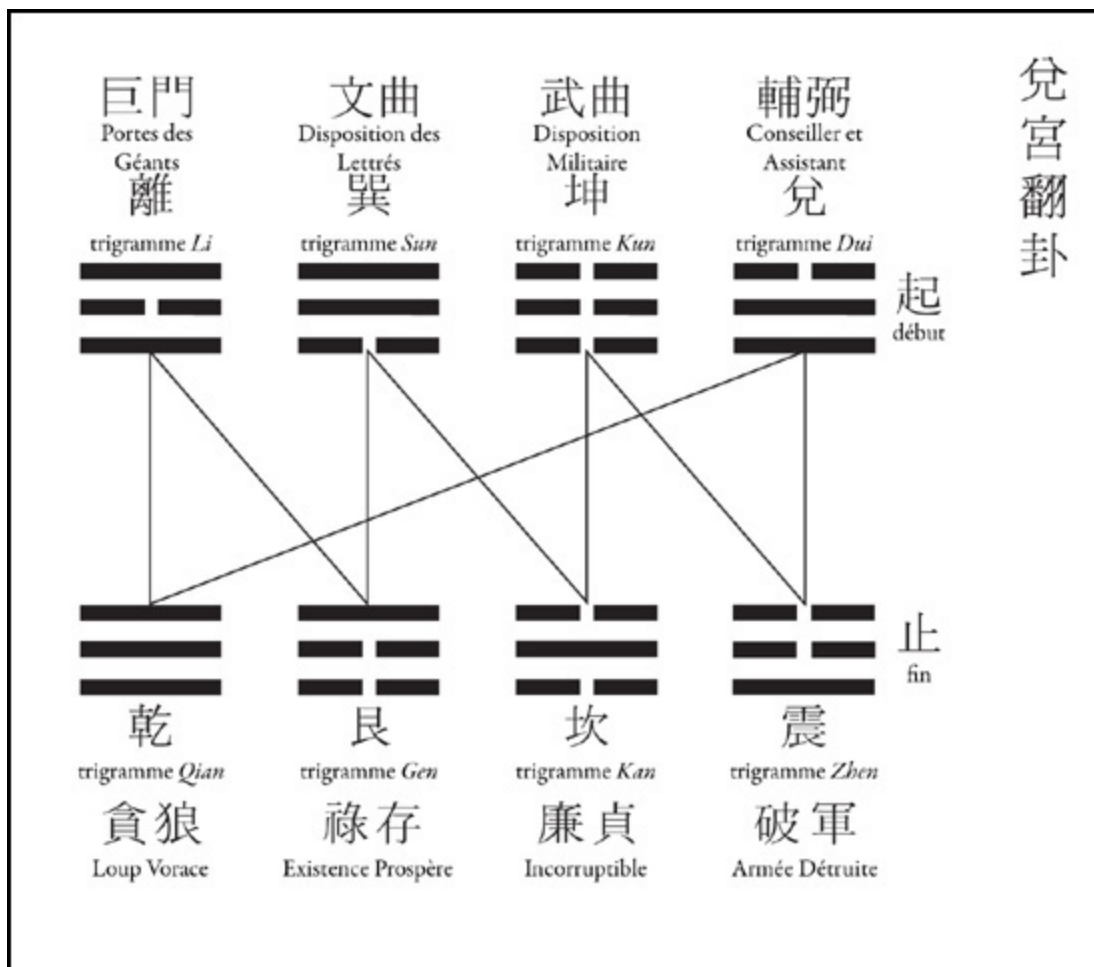 巨門 文曲 武曲 輔弼
Portes des Disposition des Disposition Conseiller et
Géants Lettrés Militaire Assistant
離 巽 坤 兌
trigramme Li trigramme Sun trigramme Kun trigramme Dui
起
début
止
fin
乾 艮 坎 震
trigramme Qian trigramme Gen trigramme Kan trigramme Zhen
貪狼 祿存 廉貞 破軍
Loup Vorace Existence Prospère Incorruptible Armée Détruite
兌宮翻卦